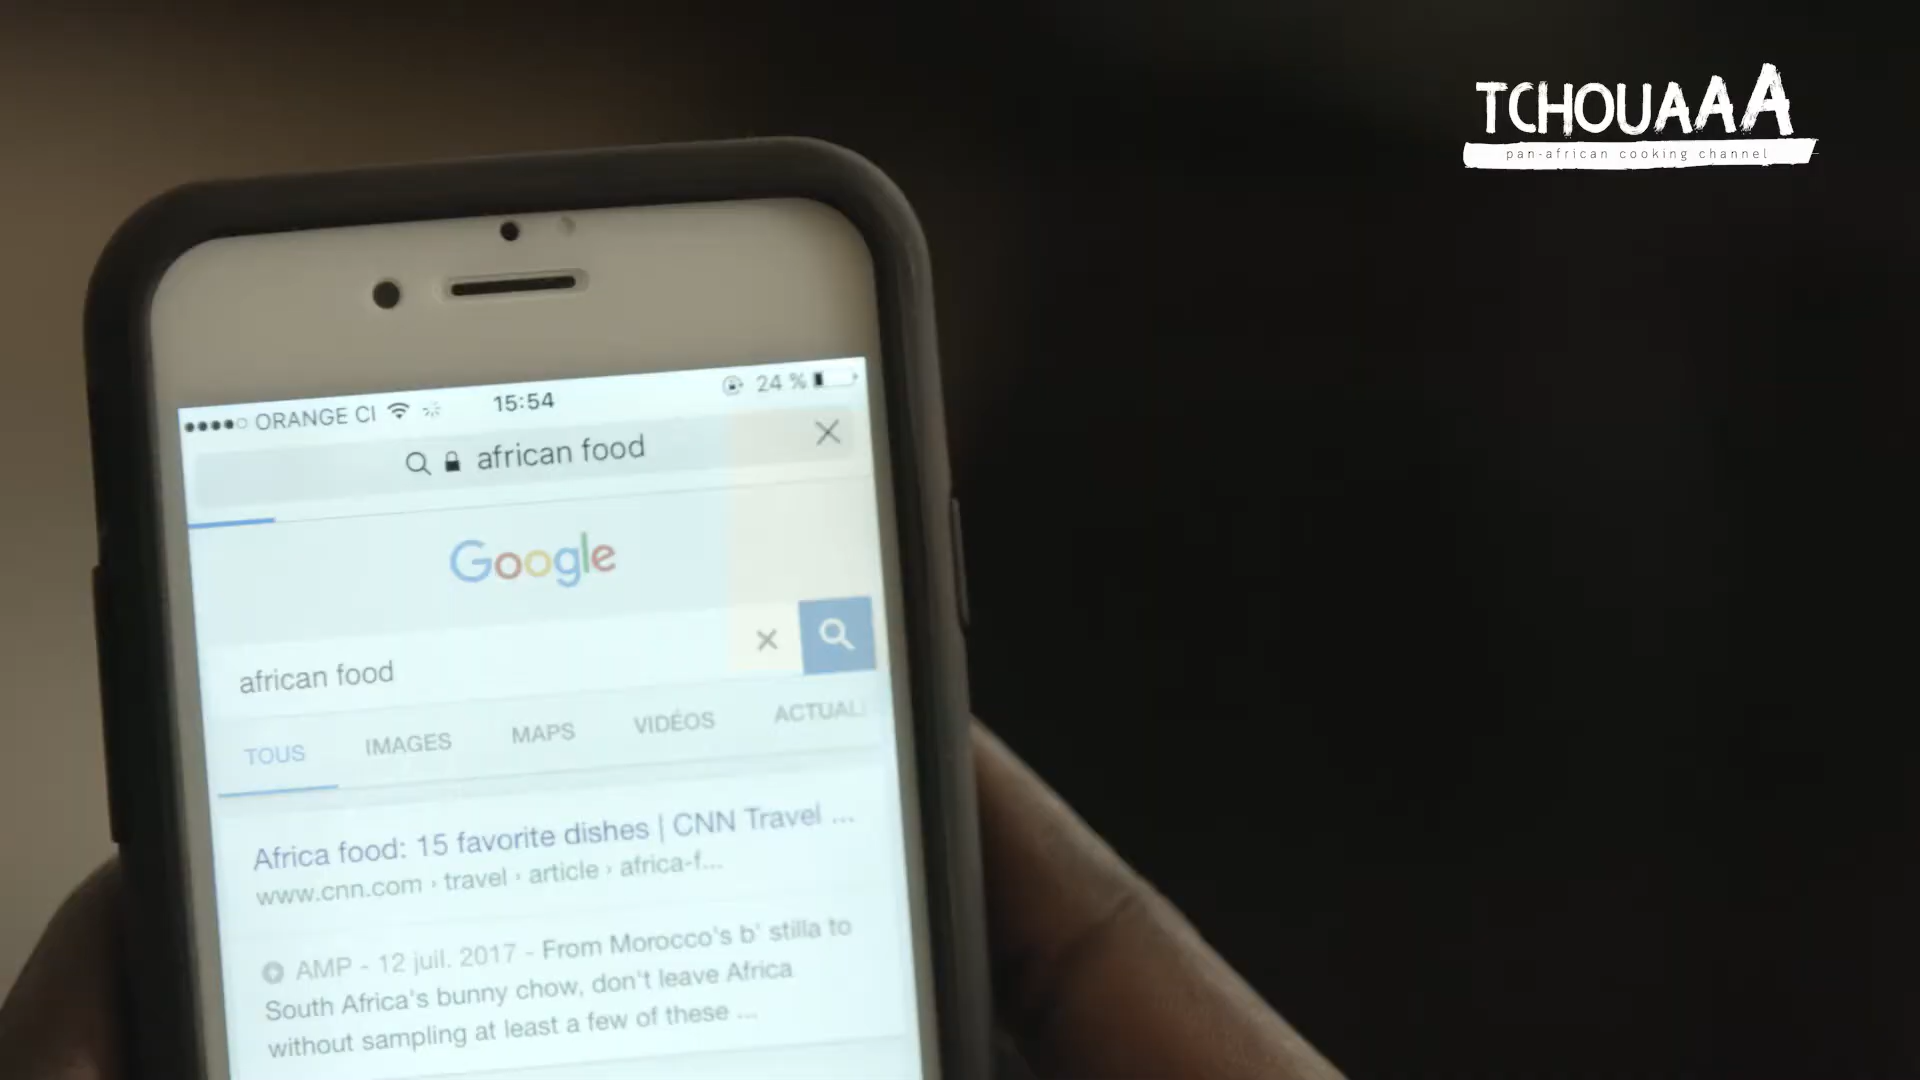 TCHOUAAA
pan-african cooking channel
ORANGE CI 15:54 24 %
african food
Google
african food
TOUS IMAGES MAPS VIDÉOS ACTUALI
Africa food: 15 favorite dishes | CNN Travel ...
www.cnn.com › travel › article › africa-f...
AMP - 12 juil. 2017 - From Morocco's b' stilla to
South Africa's bunny chow, don't leave Africa
without sampling at least a few of these ...